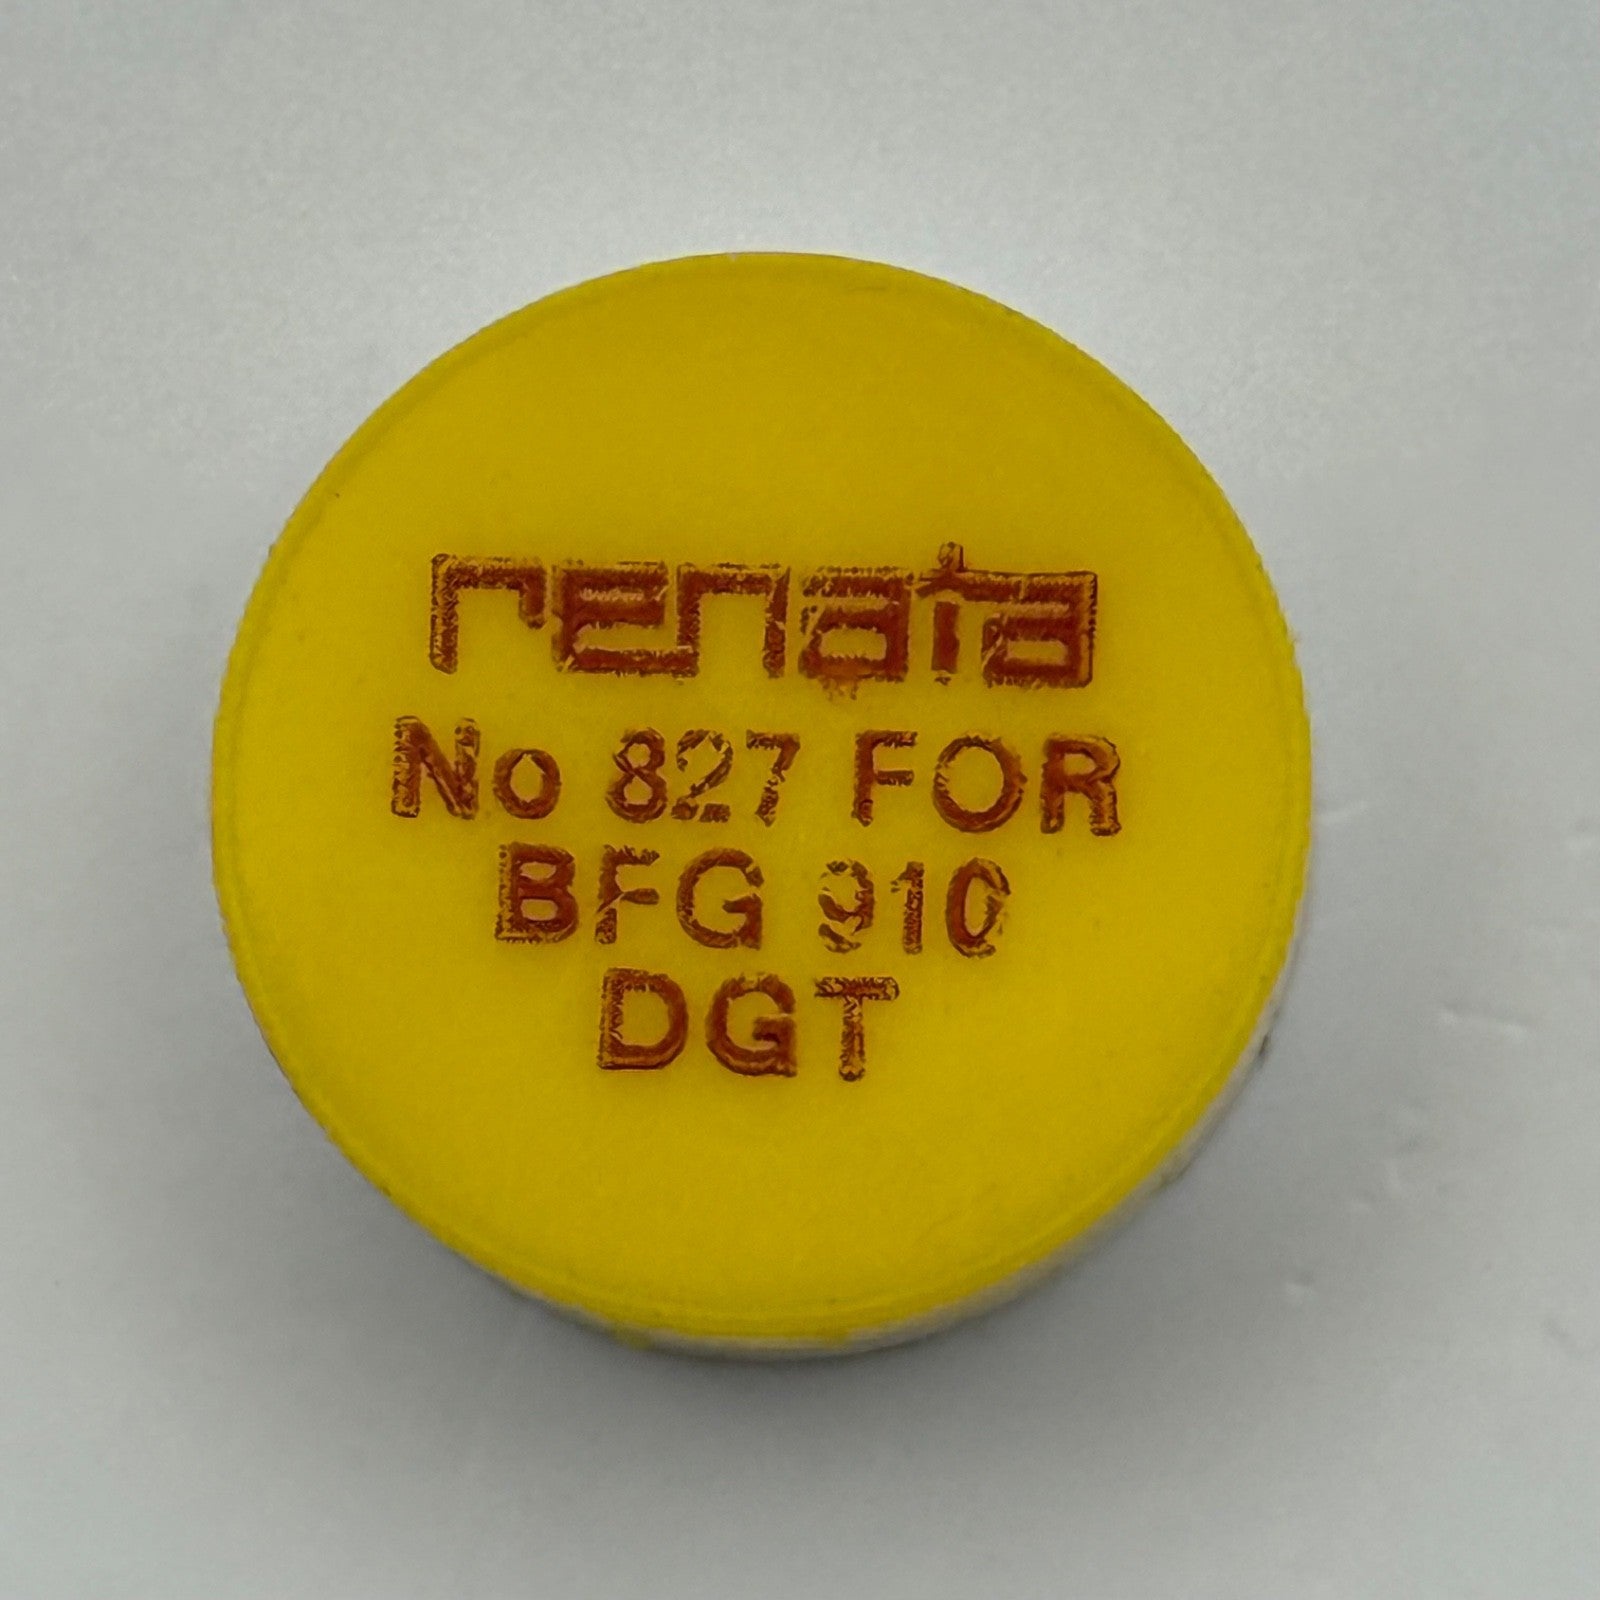 renata
No 827 FOR
BFG 910
DGT